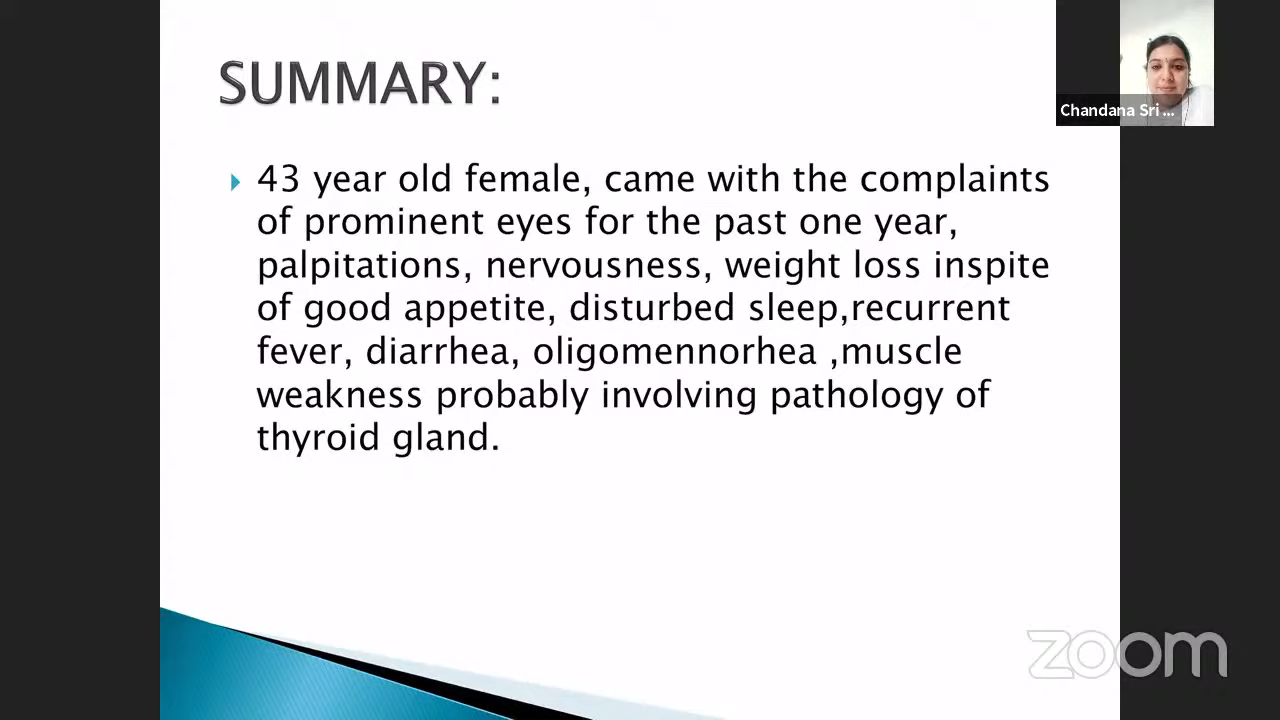 SUMMARY:
43 year old female, came with the complaints
of prominent eyes for the past one year,
palpitations, nervousness, weight loss inspite
of good appetite, disturbed sleep,recurrent
fever, diarrhea, oligomennorhea ,muscle
weakness probably involving pathology of
thyroid gland.
Chandana Sri ...
zoom